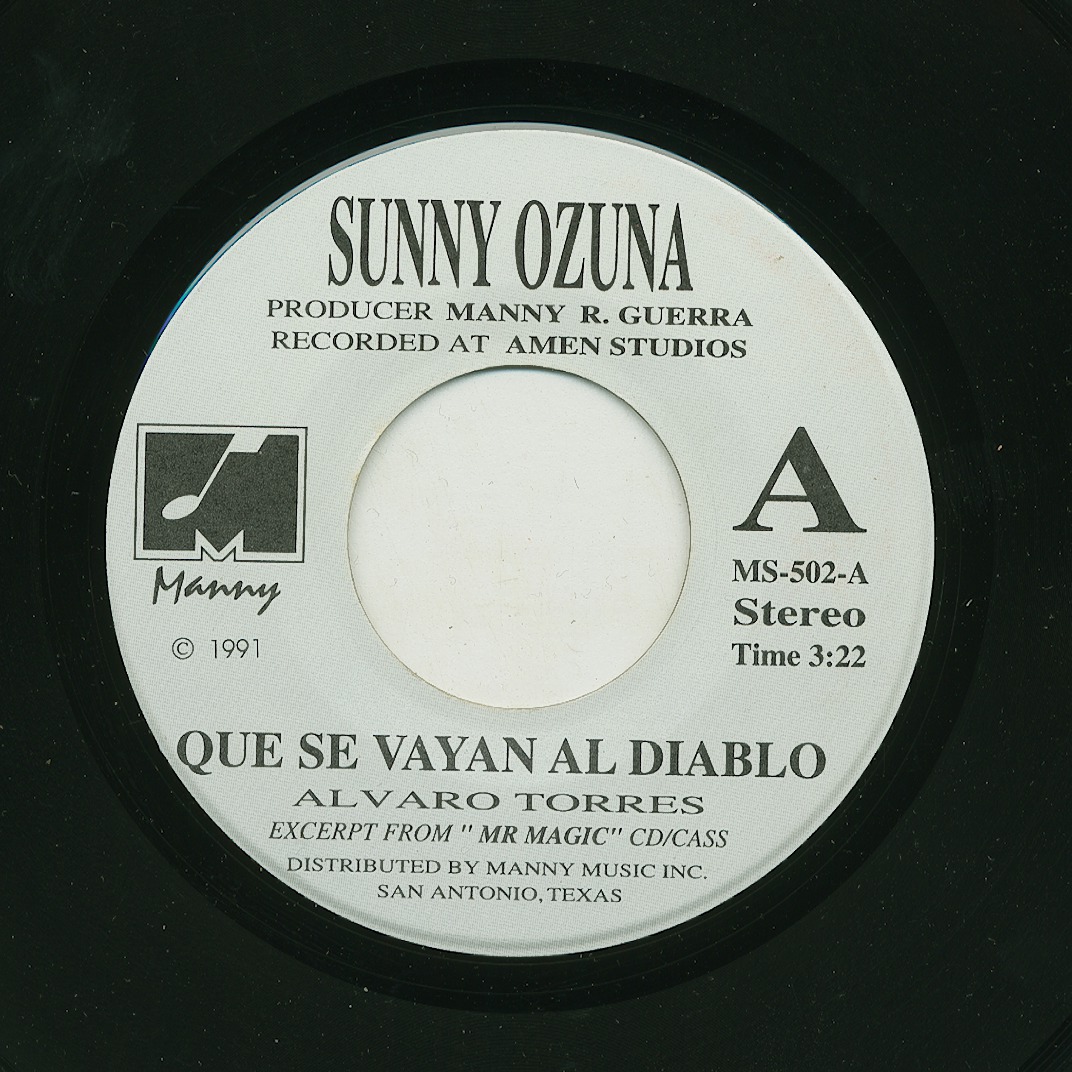 SUNNY OZUNA
PRODUCER MANNY R. GUERRA
RECORDED AT AMEN STUDIOS
Manny
© 1991
A
MS-502-A
Stereo
Time 3:22
QUE SE VAYAN AL DIABLO
ALVARO TORRES
EXCERPT FROM " MR MAGIC" CD/CASS
DISTRIBUTED BY MANNY MUSIC INC.
SAN ANTONIO, TEXAS